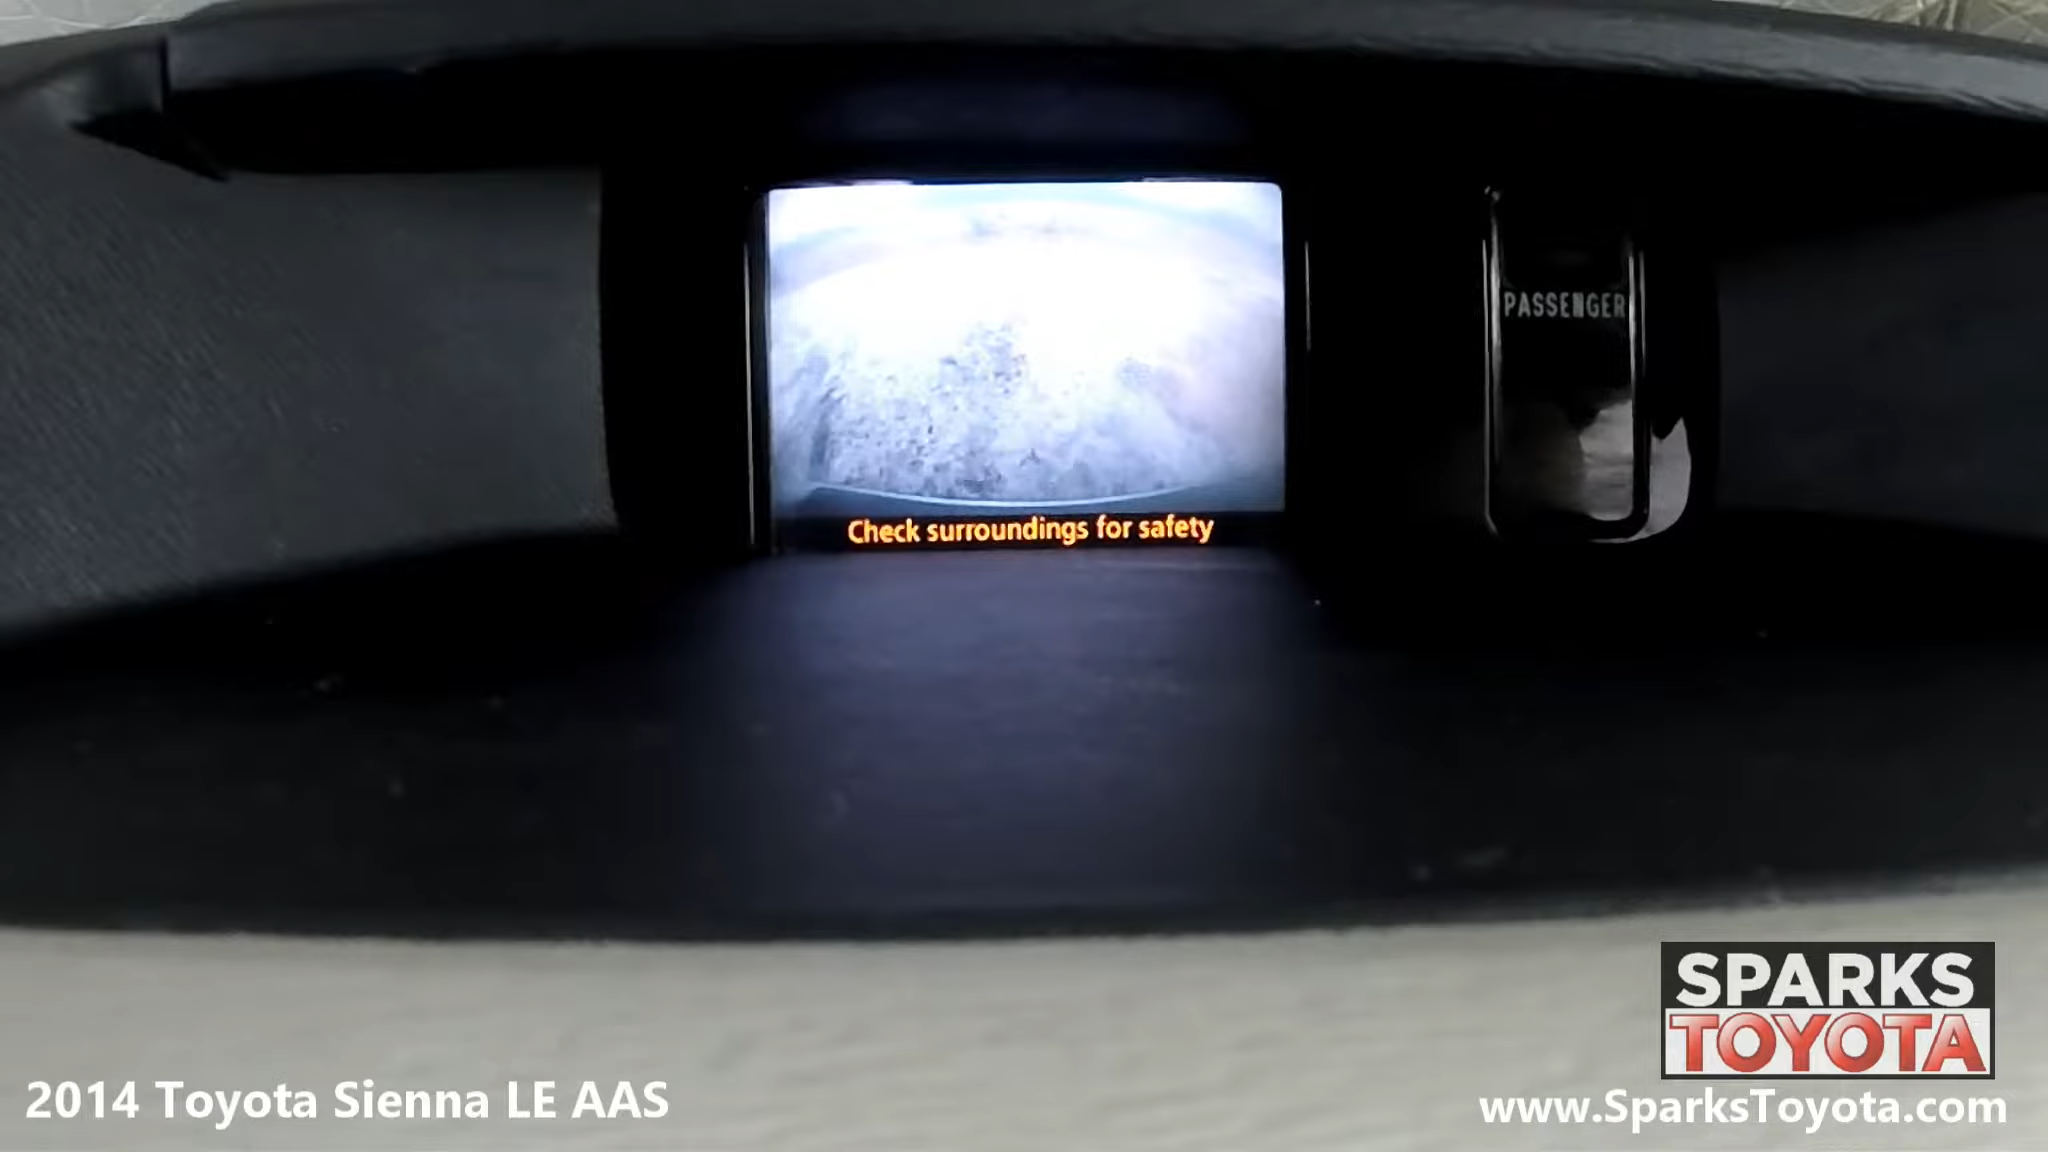 PASSENGER
Check surroundings for safety
SPARKS
TOYOTA
2014 Toyota Sienna LE AAS
www.SparksToyota.com